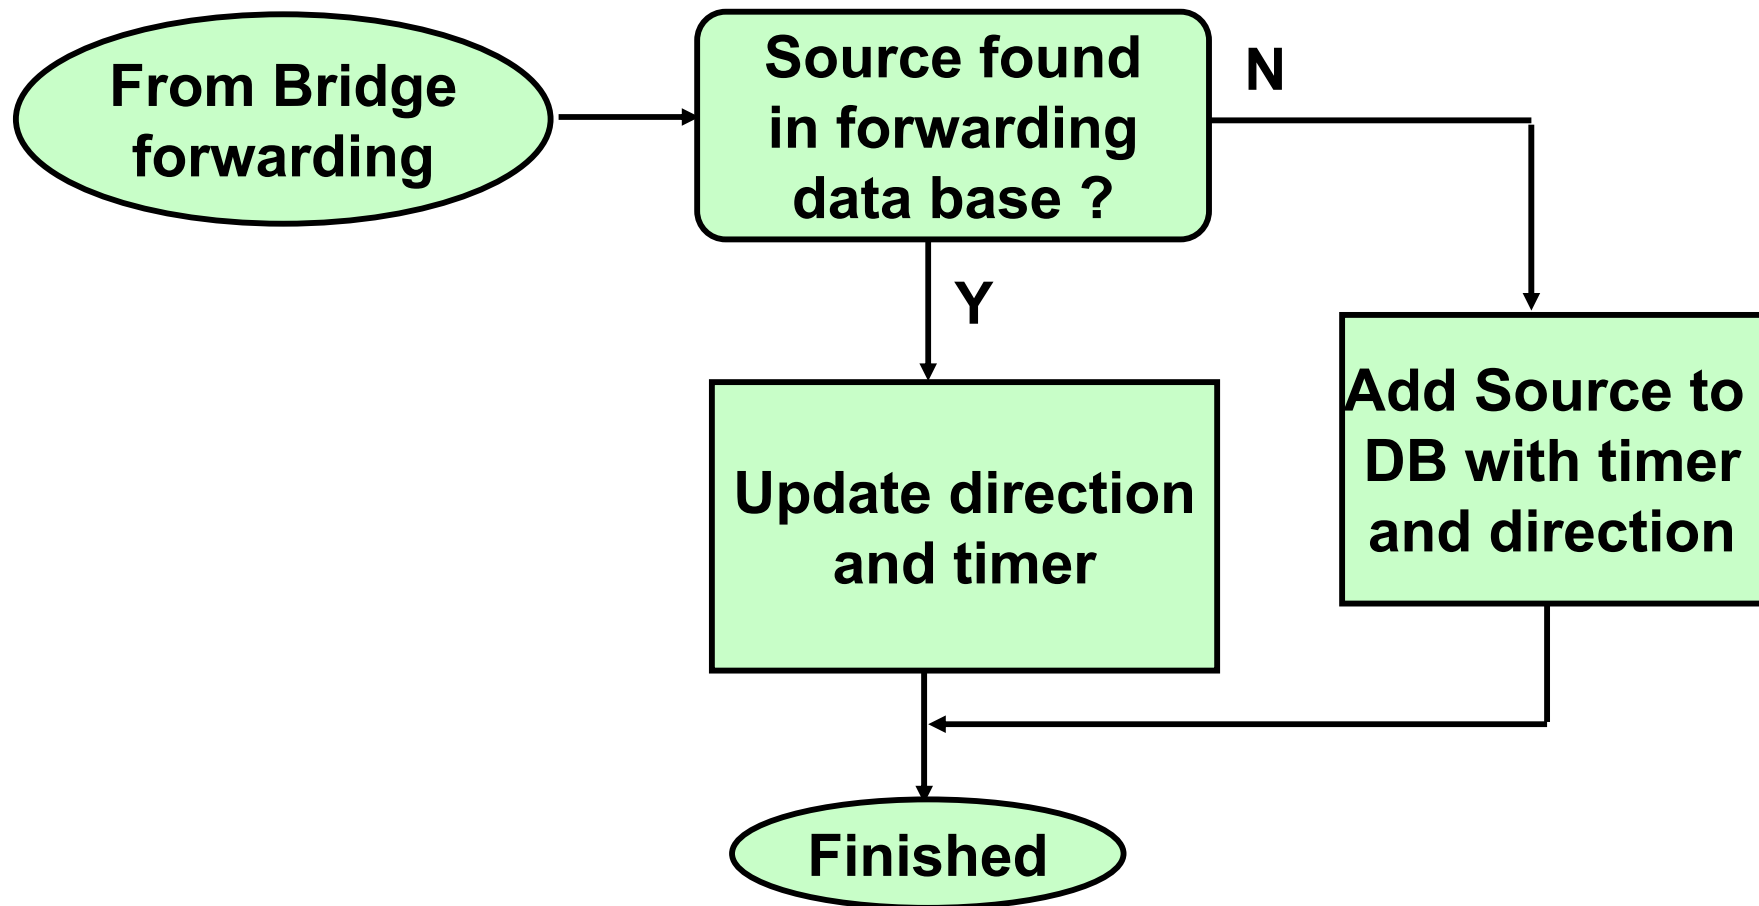 From Bridge
forwarding
Source found
in forwarding
data base ?
N
Y
Update direction
and timer
Add Source to
DB with timer
and direction
Finished